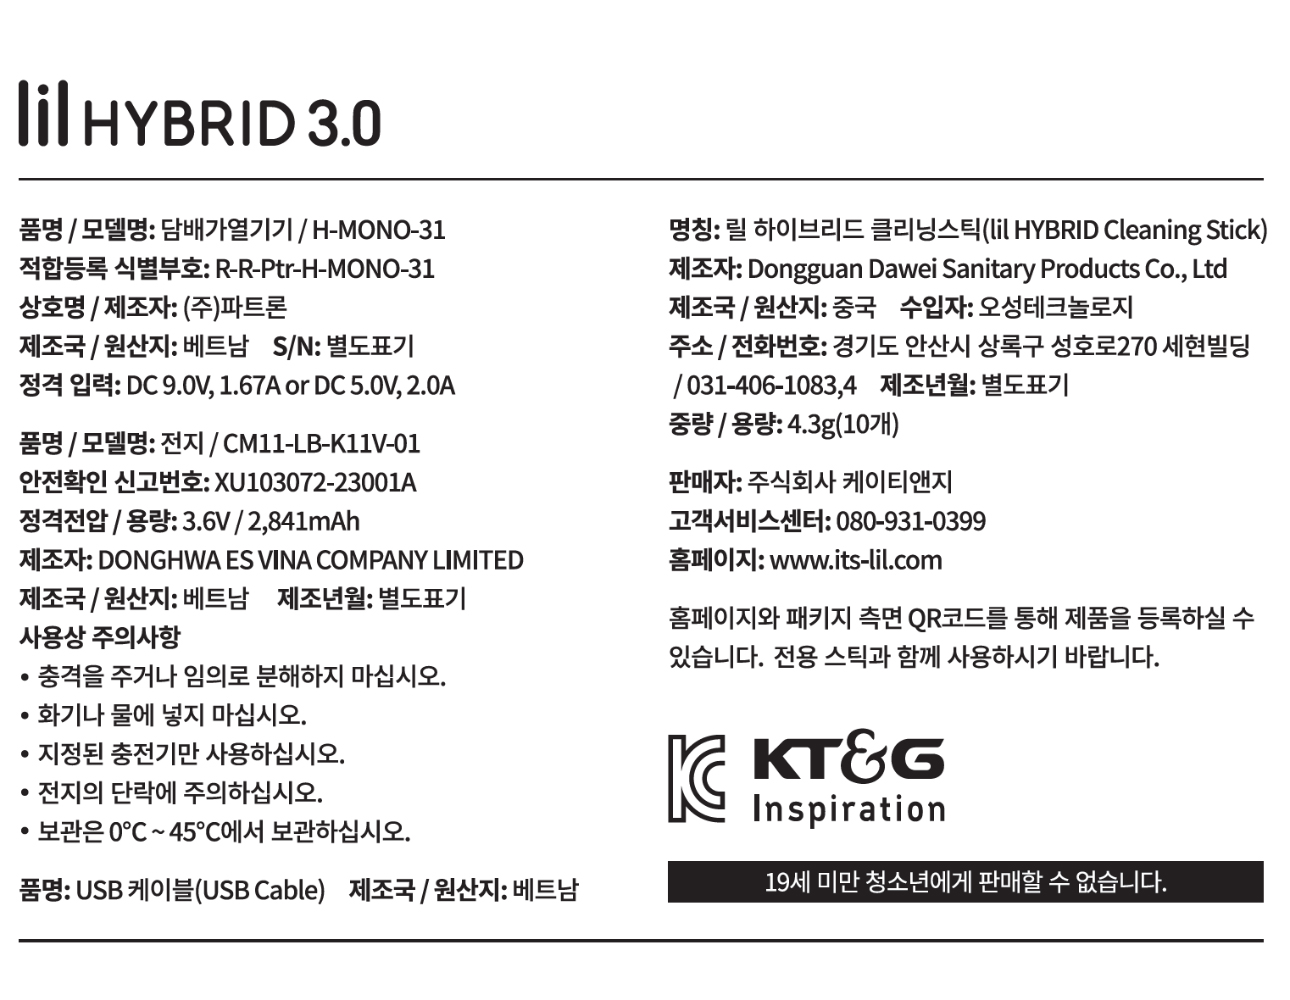 lil HYBRID 3.0
품명 / 모델명: 담배가열기기 / H-MONO-31
적합등록 식별부호: R-R-Ptr-H-MONO-31
상호명 / 제조자: (주)파트론
제조국 / 원산지: 베트남 S/N: 별도표기
정격 입력: DC 9.0V, 1.67A or DC 5.0V, 2.0A
품명 / 모델명: 전지 / CM11-LB-K11V-01
안전확인 신고번호: XU103072-23001A
정격전압 / 용량: 3.6V / 2,841mAh
제조자: DONGHWA ES VINA COMPANY LIMITED
제조국 / 원산지: 베트남 제조년월: 별도표기
사용상 주의사항
• 충격을 주거나 임의로 분해하지 마십시오.
• 화기나 물에 넣지 마십시오.
• 지정된 충전기만 사용하십시오.
• 전지의 단락에 주의하십시오.
• 보관은 0°C ~ 45°C에서 보관하십시오.
품명: USB 케이블(USB Cable) 제조국 / 원산지: 베트남
명칭: 릴 하이브리드 클리닝스틱(lil HYBRID Cleaning Stick)
제조자: Dongguan Dawei Sanitary Products Co., Ltd
제조국 / 원산지: 중국 수입자: 오성테크놀로지
주소 / 전화번호: 경기도 안산시 상록구 성호로270 세현빌딩
/ 031-406-1083,4 제조년월: 별도표기
중량 / 용량: 4.3g(10개)
판매자: 주식회사 케이티앤지
고객서비스센터: 080-931-0399
홈페이지: www.its-lil.com
홈페이지와 패키지 측면 QR코드를 통해 제품을 등록하실 수
있습니다. 전용 스틱과 함께 사용하시기 바랍니다.
KC KT&G
Inspiration
19세 미만 청소년에게 판매할 수 없습니다.